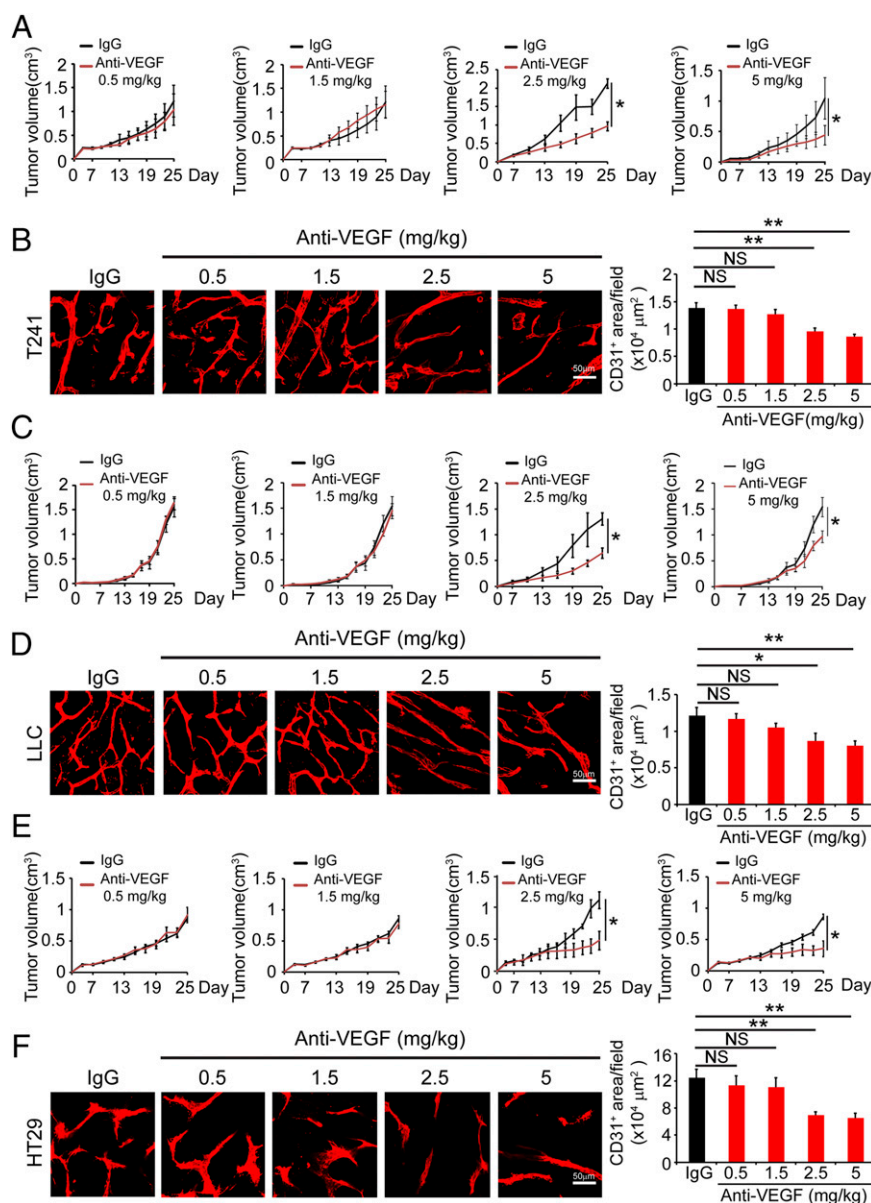 A
IgG
Anti-VEGF
0.5 mg/kg
Tumor volume(cm³)
2
1.5
1
0.5
0
0 7 13 19 25 Day
IgG
Anti-VEGF
1.5 mg/kg
Tumor volume(cm³)
2
1.5
1
0.5
0
0 7 13 19 25 Day
IgG
Anti-VEGF
2.5 mg/kg
Tumor volume(cm³)
2.5
2
1.5
1
0.5
0
*
0 7 13 19 25 Day
IgG
Anti-VEGF
5 mg/kg
Tumor volume(cm³)
1.5
1
0.5
0
*
0 7 13 19 25 Day
B
Anti-VEGF (mg/kg)
IgG 0.5 1.5 2.5 5
T241
50μm
**
**
NS
NS
CD31⁺ area/field
(x10⁴ μm²)
2
1.5
1
0.5
0
IgG 0.5 1.5 2.5 5
Anti-VEGF(mg/kg)
C
IgG
Anti-VEGF
0.5 mg/kg
Tumor volume(cm³)
2
1.5
1
0.5
0
0 7 13 19 25 Day
IgG
Anti-VEGF
1.5 mg/kg
Tumor volume(cm³)
2
1.5
1
0.5
0
0 7 13 19 25 Day
IgG
Anti-VEGF
2.5 mg/kg
Tumor volume(cm³)
2
1.5
1
0.5
0
*
0 7 13 19 25 Day
IgG
Anti-VEGF
5 mg/kg
Tumor volume(cm³)
2
1.5
1
0.5
0
*
0 7 13 19 25 Day
D
Anti-VEGF (mg/kg)
IgG 0.5 1.5 2.5 5
LLC
50μm
**
*
NS
NS
CD31⁺ area/field
(x10⁴ μm²)
1.5
1
0.5
0
IgG 0.5 1.5 2.5 5
Anti-VEGF (mg/kg)
E
IgG
Anti-VEGF
0.5 mg/kg
Tumor volume(cm³)
1.5
1
0.5
0
0 7 13 19 25 Day
IgG
Anti-VEGF
1.5 mg/kg
Tumor volume(cm³)
1.5
1
0.5
0
0 7 13 19 25 Day
IgG
Anti-VEGF
2.5 mg/kg
Tumor volume(cm³)
1.5
1
0.5
0
*
0 7 13 19 25 Day
IgG
Anti-VEGF
5 mg/kg
Tumor volume(cm³)
1.5
1
0.5
0
*
0 7 13 19 25 Day
F
Anti-VEGF (mg/kg)
IgG 0.5 1.5 2.5 5
HT29
50μm
**
**
NS
NS
CD31⁺ area/field
(x10⁴ μm²)
16
12
8
4
0
IgG 0.5 1.5 2.5 5
Anti-VEGF (mg/kg)